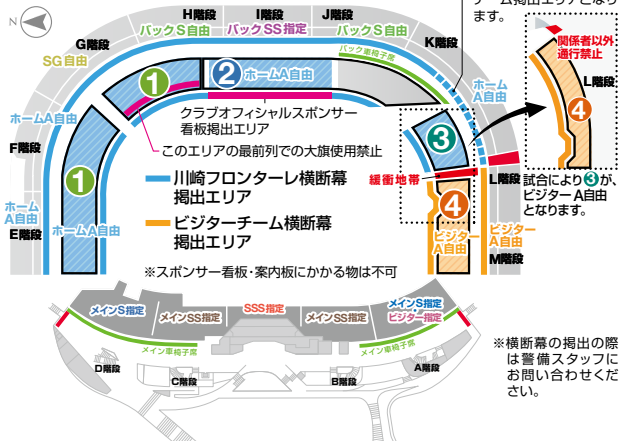 ーム掲出エリアとなり
ます。
N
H階段
I階段
J階段
バックS自由
バックSS指定
バックS自由
G階段
K階段
SG自由
バック車椅子席
関係者以外
通行禁止
1
2
ホームA自由
L階段
ホーム
A自由
4
ホームA自由
クラブオフィシャルスポンサー
看板掲出エリア
このエリアの最前列での大旗使用禁止
3
F階段
1
川崎フロンターレ横断幕
掲出エリア
緩衝地帯
L階段
試合により3が、
ビジターA自由
となります。
ホーム
A自由
E階段
ホームA自由
ビジターチーム横断幕
掲出エリア
4
ビジター
A自由
ビジター
A自由
M階段
※スポンサー看板・案内板にかかる物は不可
メインS指定
メインSS指定
SSS指定
メインSS指定
メインS指定
ビジター指定
メイン車椅子席
メイン車椅子席
D階段
C階段
B階段
A階段
※横断幕の掲出の際
は警備スタッフに
お問い合わせくだ
さい。